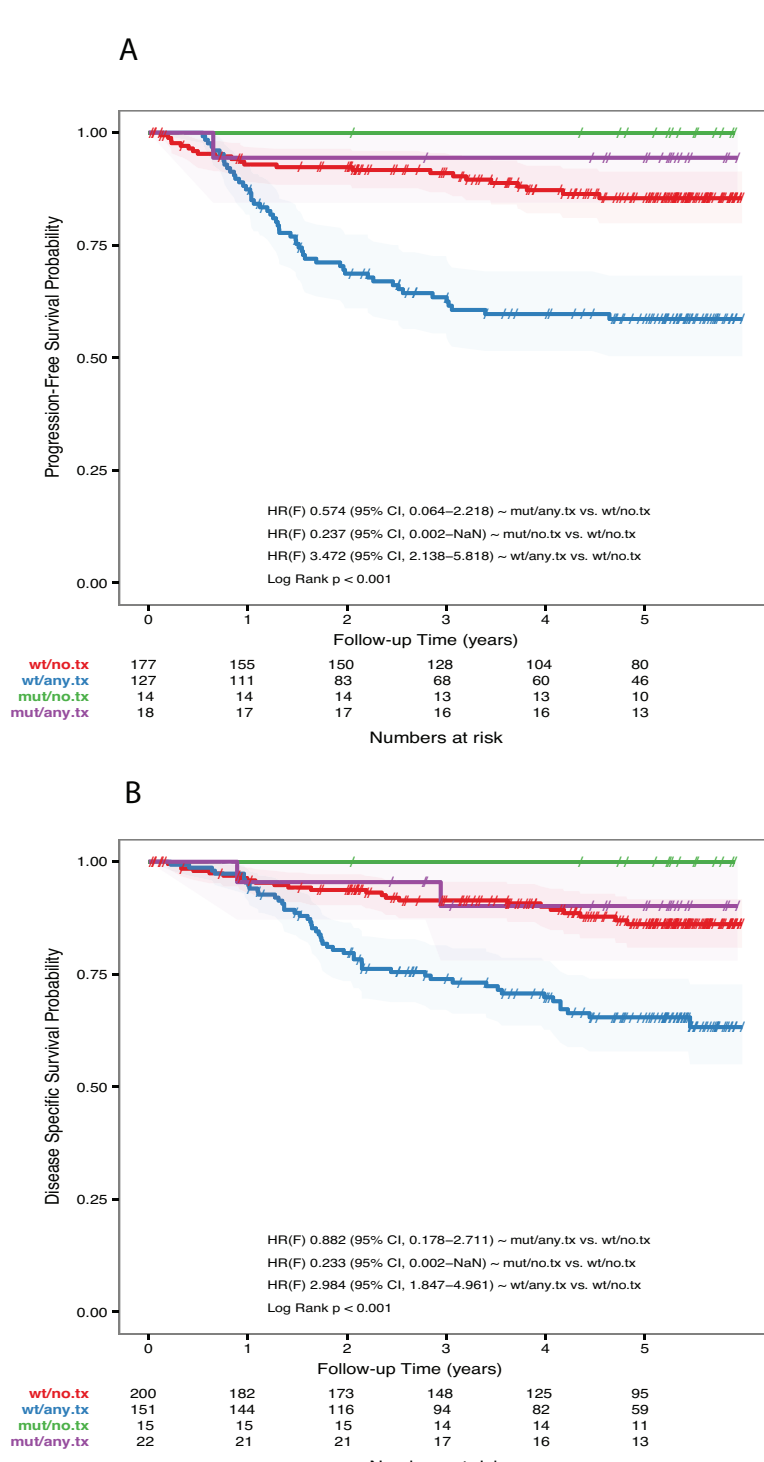 A
Progression-Free Survival Probability
1.00
0.75
0.50
0.25
0.00
HR(F) 0.574 (95% CI, 0.064–2.218) ~ mut/any.tx vs. wt/no.tx
HR(F) 0.237 (95% CI, 0.002–NaN) ~ mut/no.tx vs. wt/no.tx
HR(F) 3.472 (95% CI, 2.138–5.818) ~ wt/any.tx vs. wt/no.tx
Log Rank p < 0.001
0 1 2 3 4 5
Follow-up Time (years)
wt/no.tx 177 155 150 128 104 80
wt/any.tx 127 111 83 68 60 46
mut/no.tx 14 14 14 13 13 10
mut/any.tx 18 17 17 16 16 13
Numbers at risk
B
Disease Specific Survival Probability
1.00
0.75
0.50
0.25
0.00
HR(F) 0.882 (95% CI, 0.178–2.711) ~ mut/any.tx vs. wt/no.tx
HR(F) 0.233 (95% CI, 0.002–NaN) ~ mut/no.tx vs. wt/no.tx
HR(F) 2.984 (95% CI, 1.847–4.961) ~ wt/any.tx vs. wt/no.tx
Log Rank p < 0.001
0 1 2 3 4 5
Follow-up Time (years)
wt/no.tx 200 182 173 148 125 95
wt/any.tx 151 144 116 94 82 59
mut/no.tx 15 15 15 14 14 11
mut/any.tx 22 21 21 17 16 13